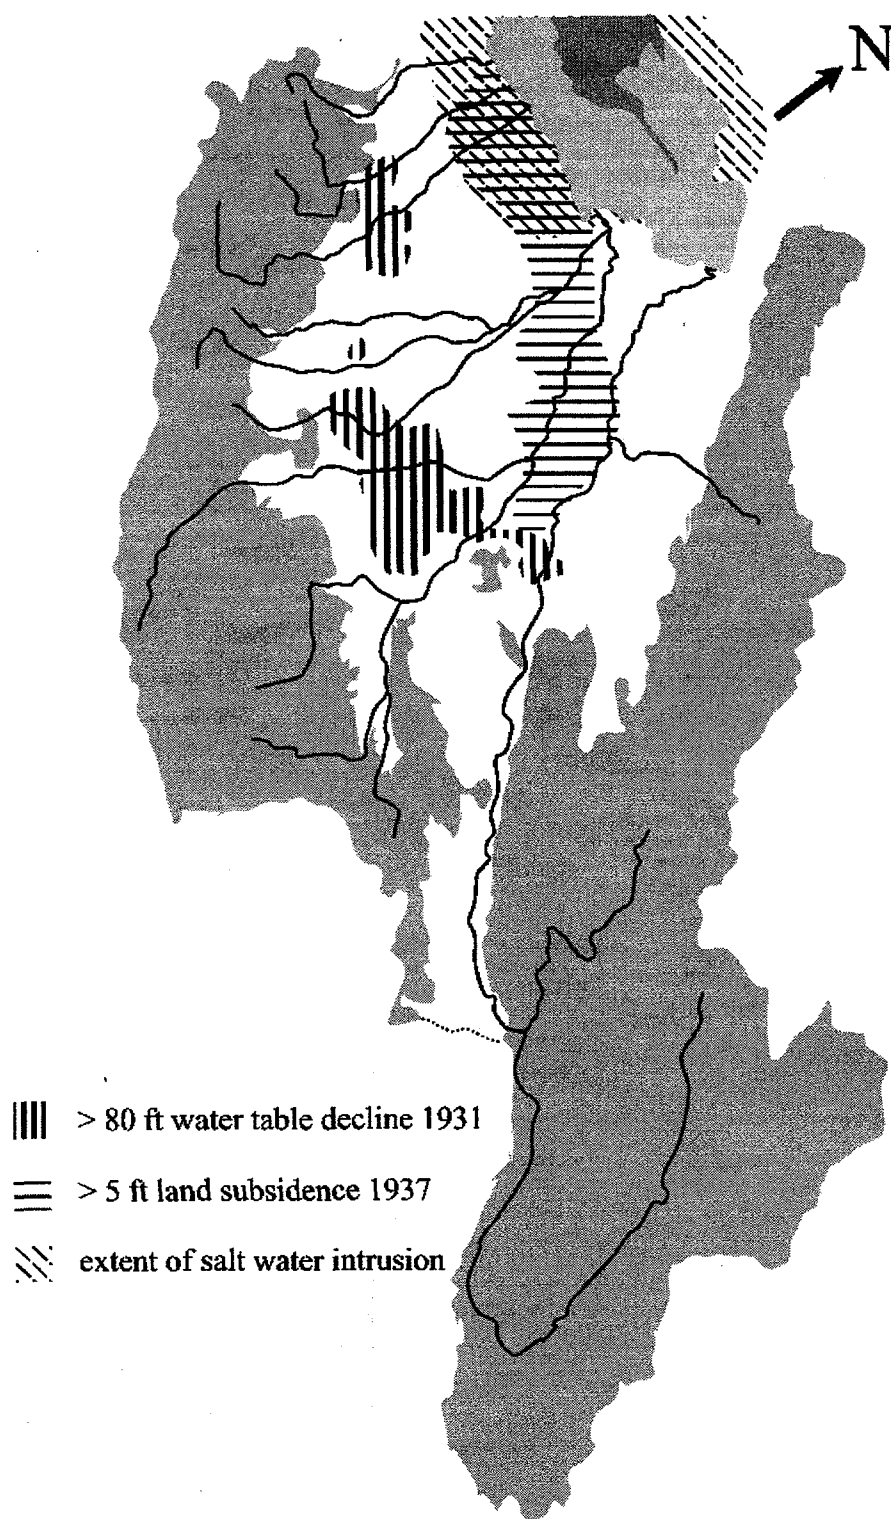 N
> 80 ft water table decline 1931
> 5 ft land subsidence 1937
extent of salt water intrusion